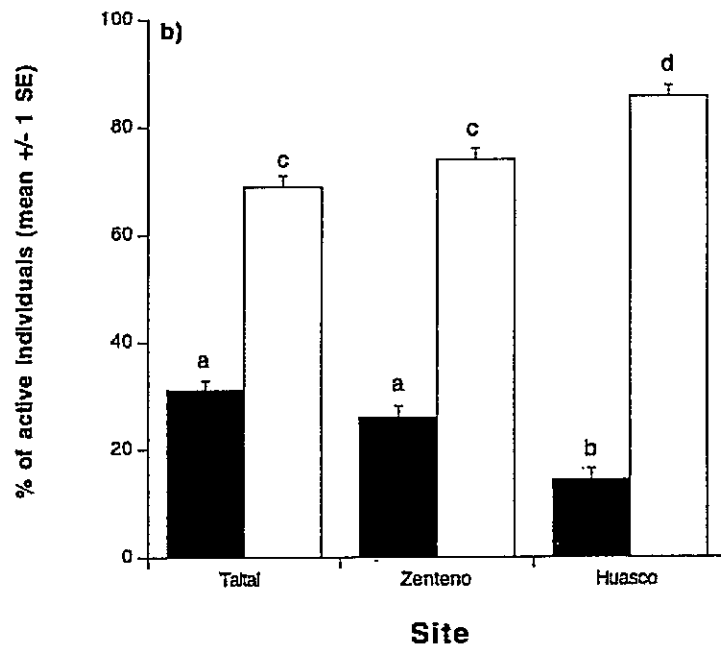 b)
% of active individuals (mean +/- 1 SE)
100
80
60
40
20
0
a
c
a
c
b
d
Taltal
Zenteno
Huasco
Site